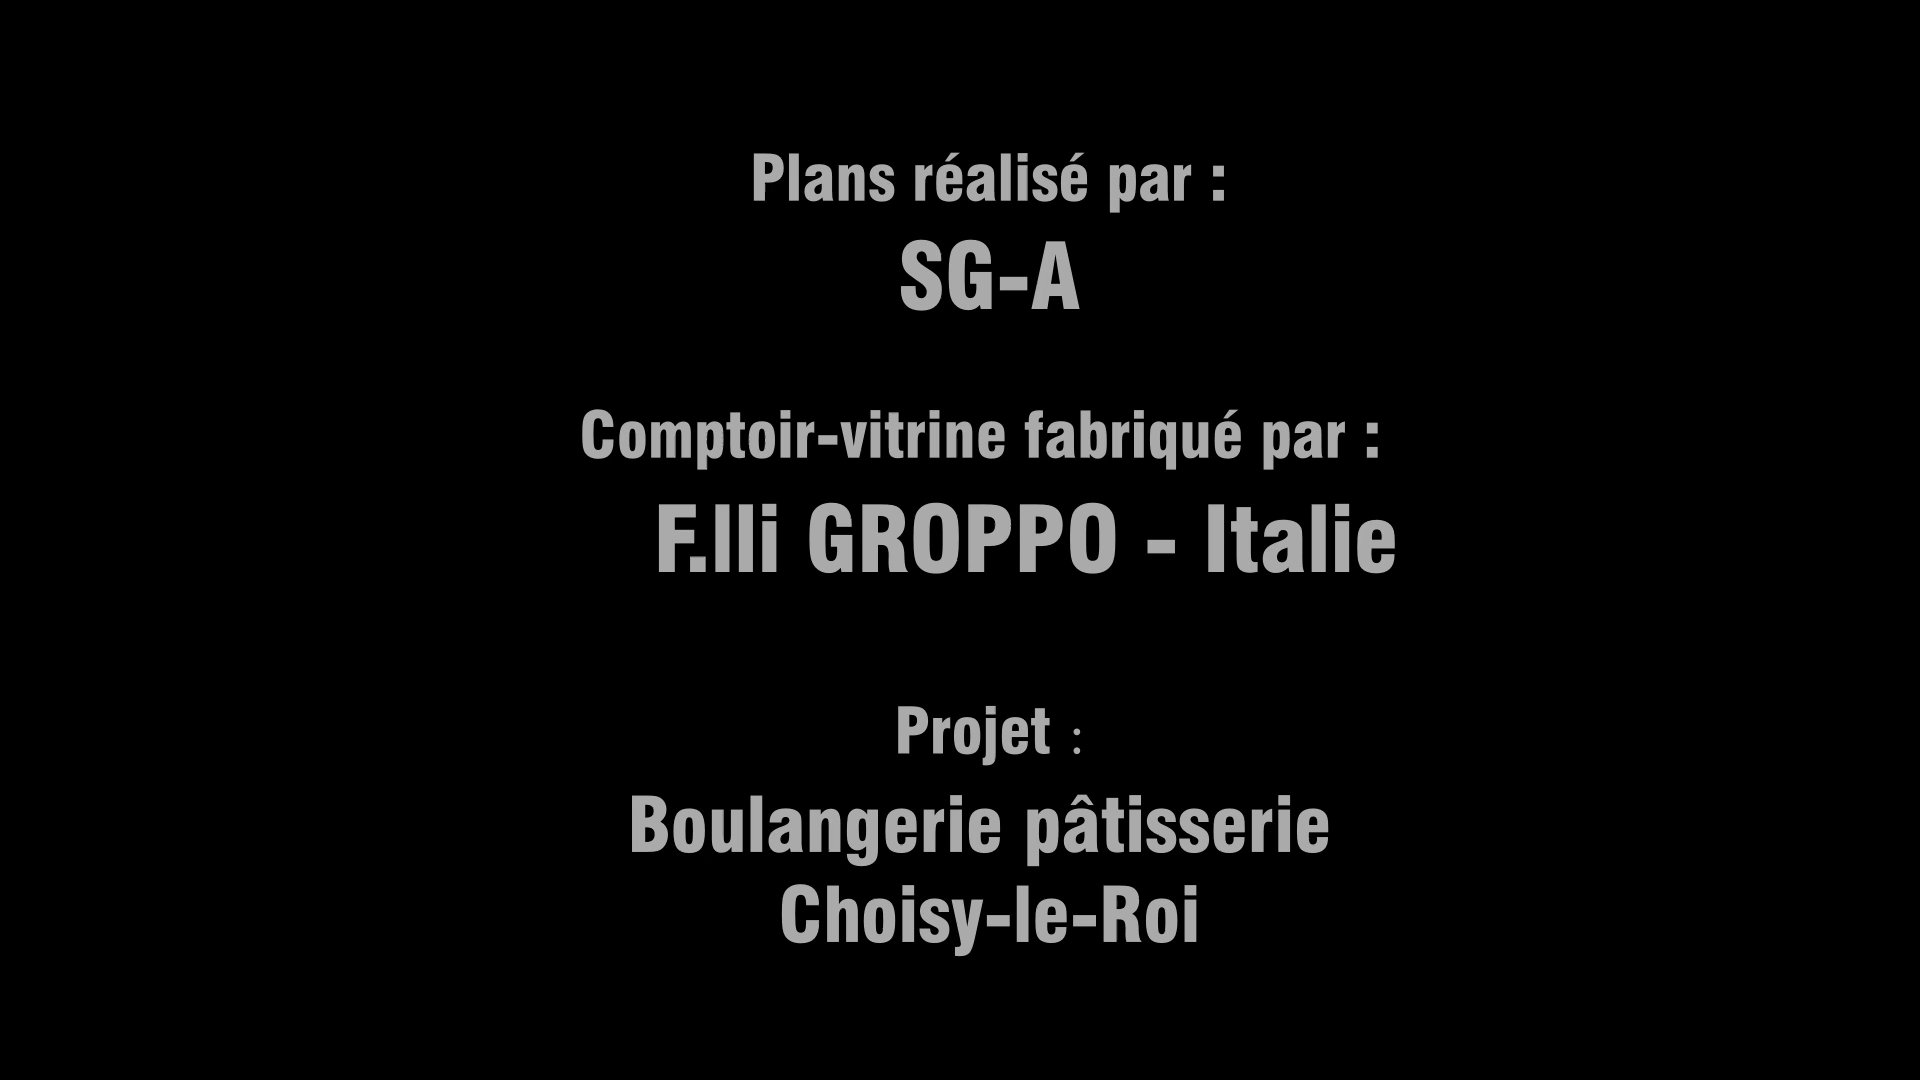 Plans réalisé par :
SG-A
Comptoir-vitrine fabriqué par :
F.lli GROPPO - Italie
Projet :
Boulangerie pâtisserie
Choisy-le-Roi